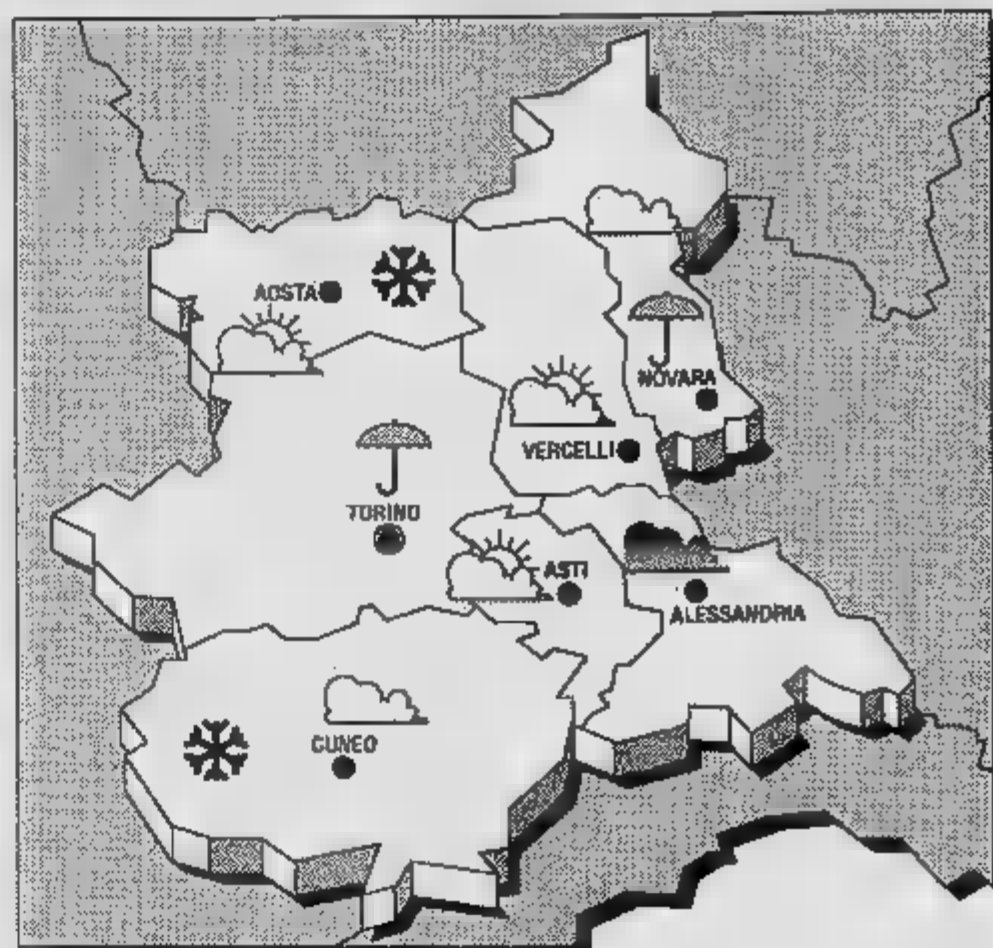 AOSTA
NOVARA
VERCELLI
TORINO
ASTI
ALESSANDRIA
CUNEO